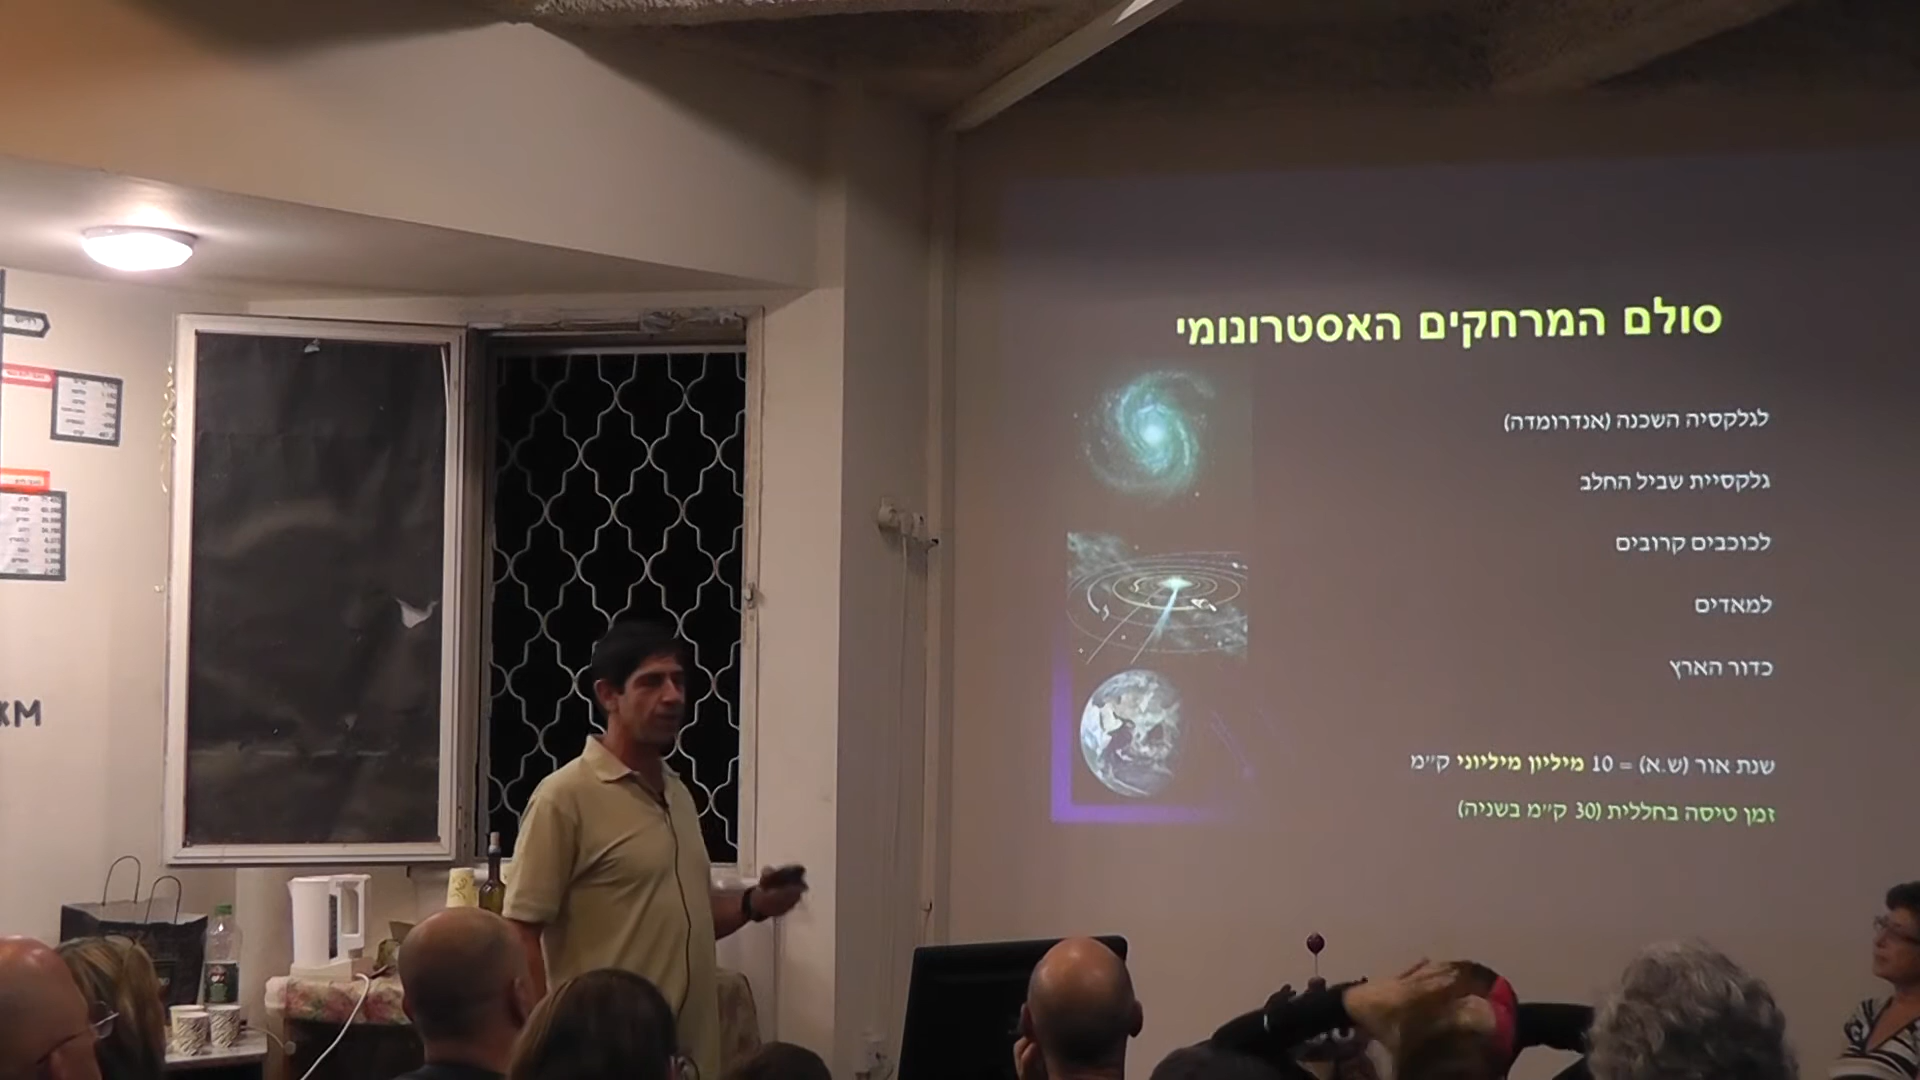 סולם המרחקים האסטרונומי
לגלקסיה השכנה (אנדרומדה)
גלקסיית שביל החלב
לכוכבים קרובים
למאדים
כדור הארץ
שנת אור (ש.א) = 10 מיליון מיליוני ק״מ
זמן טיסה בחללית (30 ק״מ בשניה)